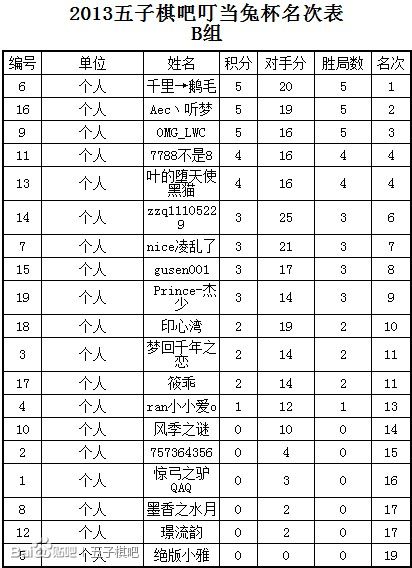 2013五子棋吧叮当兔杯名次表
B组
编号 单位 姓名 积分 对手分 胜局数 名次
6 个人 千里→鹅毛 5 20 5 1
16 个人 Aec丶听梦 5 19 5 2
9 个人 OMG_LWC 5 16 5 3
11 个人 7788不是8 4 16 4 4
13 个人 叶的堕天使 4 16 4 4
黑猫
14 个人 zzq1110522 3 25 3 6
9
7 个人 nice凌乱了 3 21 3 7
15 个人 gusen001 3 17 3 8
19 个人 Prince-杰 3 14 3 9
少
18 个人 印心湾 2 19 2 10
3 个人 梦回千年之 2 14 2 11
恋
17 个人 筱乖 2 14 2 11
4 个人 ran小小爱o 1 12 1 13
10 个人 风季之谜 0 10 0 14
2 个人 757364356 0 4 0 15
1 个人 惊弓之驴 0 3 0 16
QAQ
8 个人 墨香之水月 0 2 0 17
12 个人 璟流韵 0 2 0 17
5 个人 绝版小雅 0 0 0 19
Bai 贴吧·五子棋吧